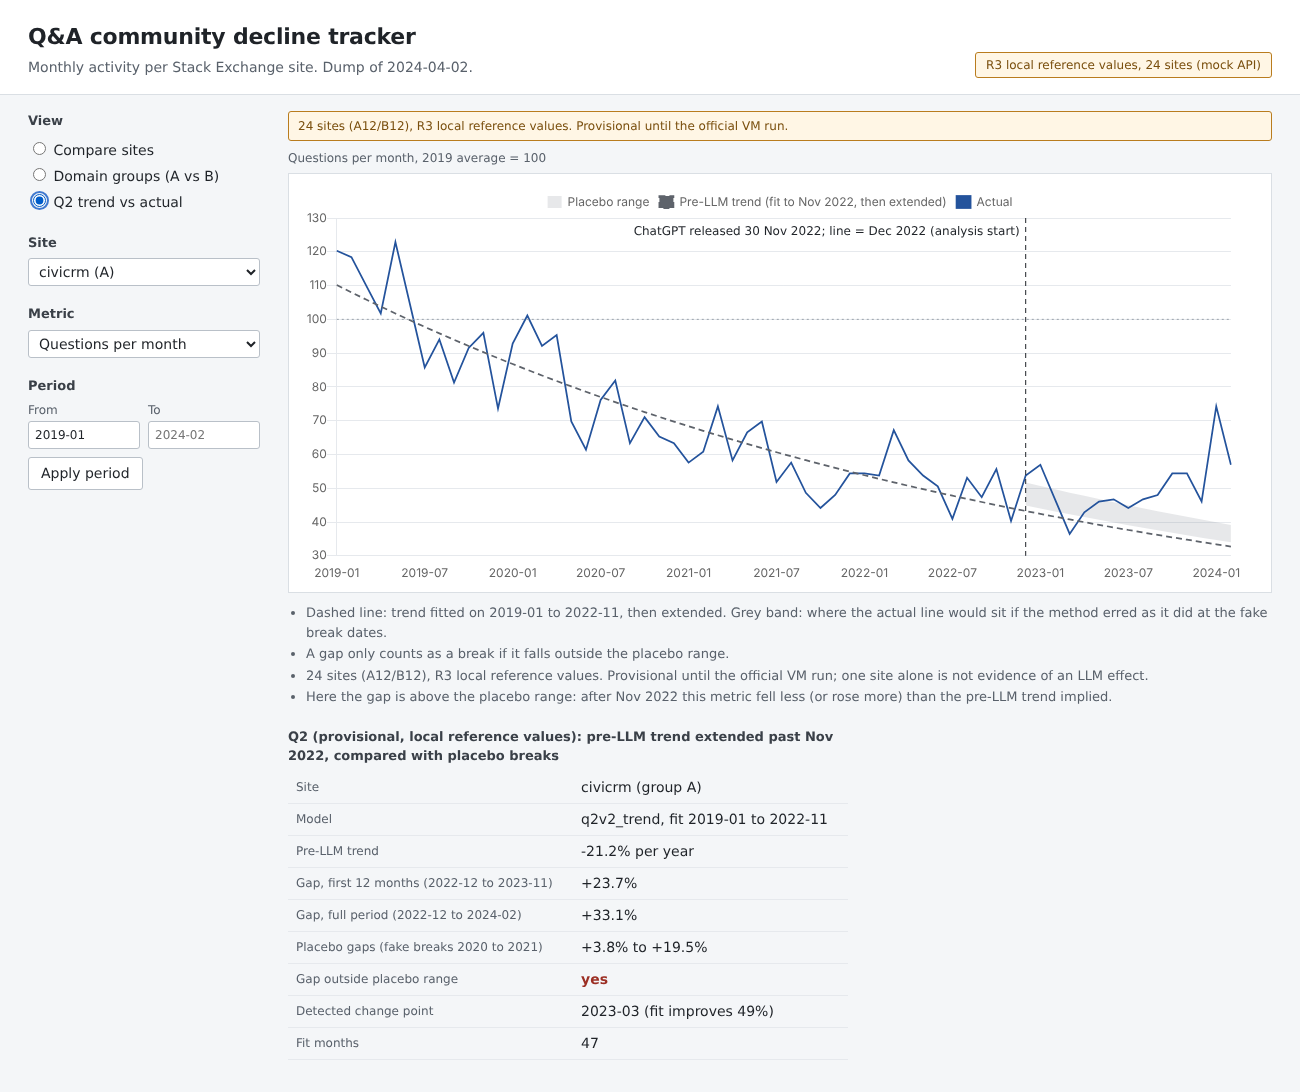 Q&A community decline tracker
Monthly activity per Stack Exchange site. Dump of 2024-04-02.
R3 local reference values, 24 sites (mock API)
View
Compare sites
Domain groups (A vs B)
Q2 trend vs actual
Site
civicrm (A)
Metric
Questions per month
Period
From To
2019-01 2024-02
Apply period
24 sites (A12/B12), R3 local reference values. Provisional until the official VM run.
Questions per month, 2019 average = 100
Placebo range Pre-LLM trend (fit to Nov 2022, then extended) Actual
ChatGPT released 30 Nov 2022; line = Dec 2022 (analysis start)
130
120
110
100
90
80
70
60
50
40
30
2019-01 2019-07 2020-01 2020-07 2021-01 2021-07 2022-01 2022-07 2023-01 2023-07 2024-01
Dashed line: trend fitted on 2019-01 to 2022-11, then extended. Grey band: where the actual line would sit if the method erred as it did at the fake
break dates.
A gap only counts as a break if it falls outside the placebo range.
24 sites (A12/B12), R3 local reference values. Provisional until the official VM run; one site alone is not evidence of an LLM effect.
Here the gap is above the placebo range: after Nov 2022 this metric fell less (or rose more) than the pre-LLM trend implied.
Q2 (provisional, local reference values): pre-LLM trend extended past Nov
2022, compared with placebo breaks
Site civicrm (group A)
Model q2v2_trend, fit 2019-01 to 2022-11
Pre-LLM trend -21.2% per year
Gap, first 12 months (2022-12 to 2023-11) +23.7%
Gap, full period (2022-12 to 2024-02) +33.1%
Placebo gaps (fake breaks 2020 to 2021) +3.8% to +19.5%
Gap outside placebo range yes
Detected change point 2023-03 (fit improves 49%)
Fit months 47